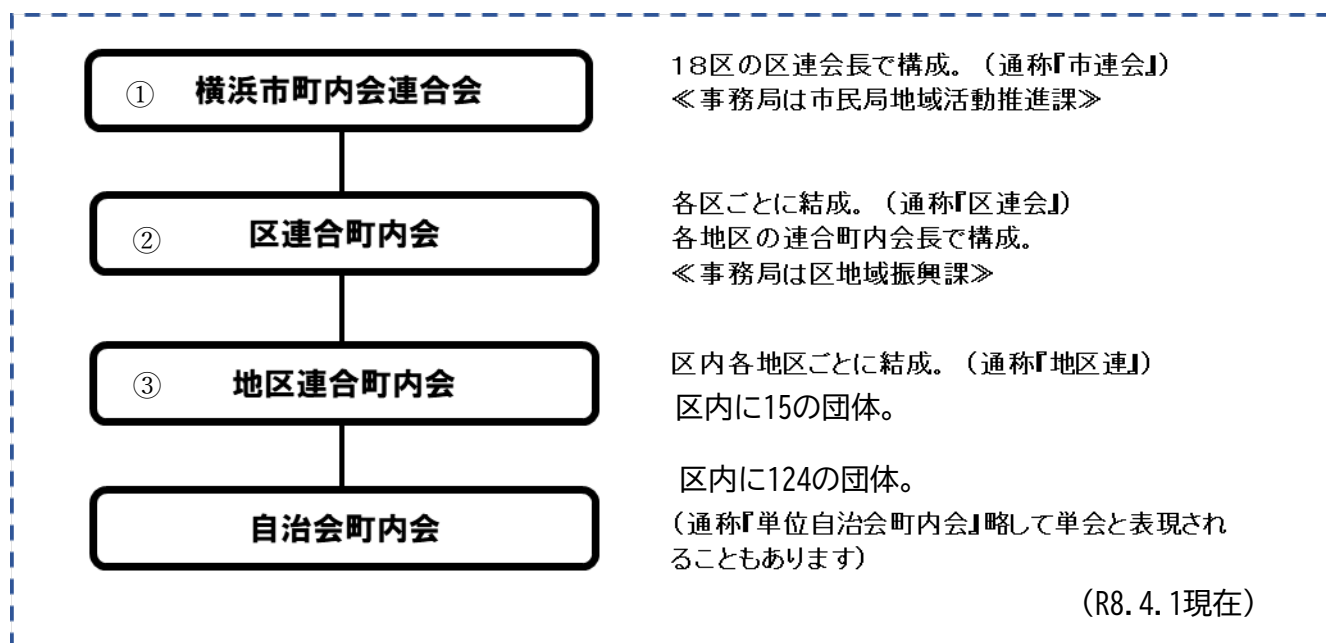 ① 横浜市町内会連合会
18区の区連会長で構成。（通称『市連会』）
≪事務局は市民局地域活動推進課≫
② 区連合町内会
各区ごとに結成。（通称『区連会』）
各地区の連合町内会長で構成。
≪事務局は区地域振興課≫
③ 地区連合町内会
区内各地区ごとに結成。（通称『地区連』）
区内に15の団体。
自治会町内会
区内に124の団体。
（通称『単位自治会町内会』略して単会と表現され
ることもあります）
（R8.4.1現在）